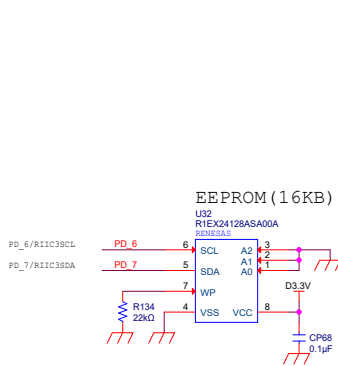 EEPROM(16KB)
U32
R1EX24128ASA00A
RENESAS
PD_6/RIIC3SCL PD_6 6 SCL A2 3
A1 2
PD_7/RIIC3SDA PD_7 5 SDA A0 1
7 WP D3.3V
R134
22kΩ
4 VSS VCC 8
CP68
0.1µF